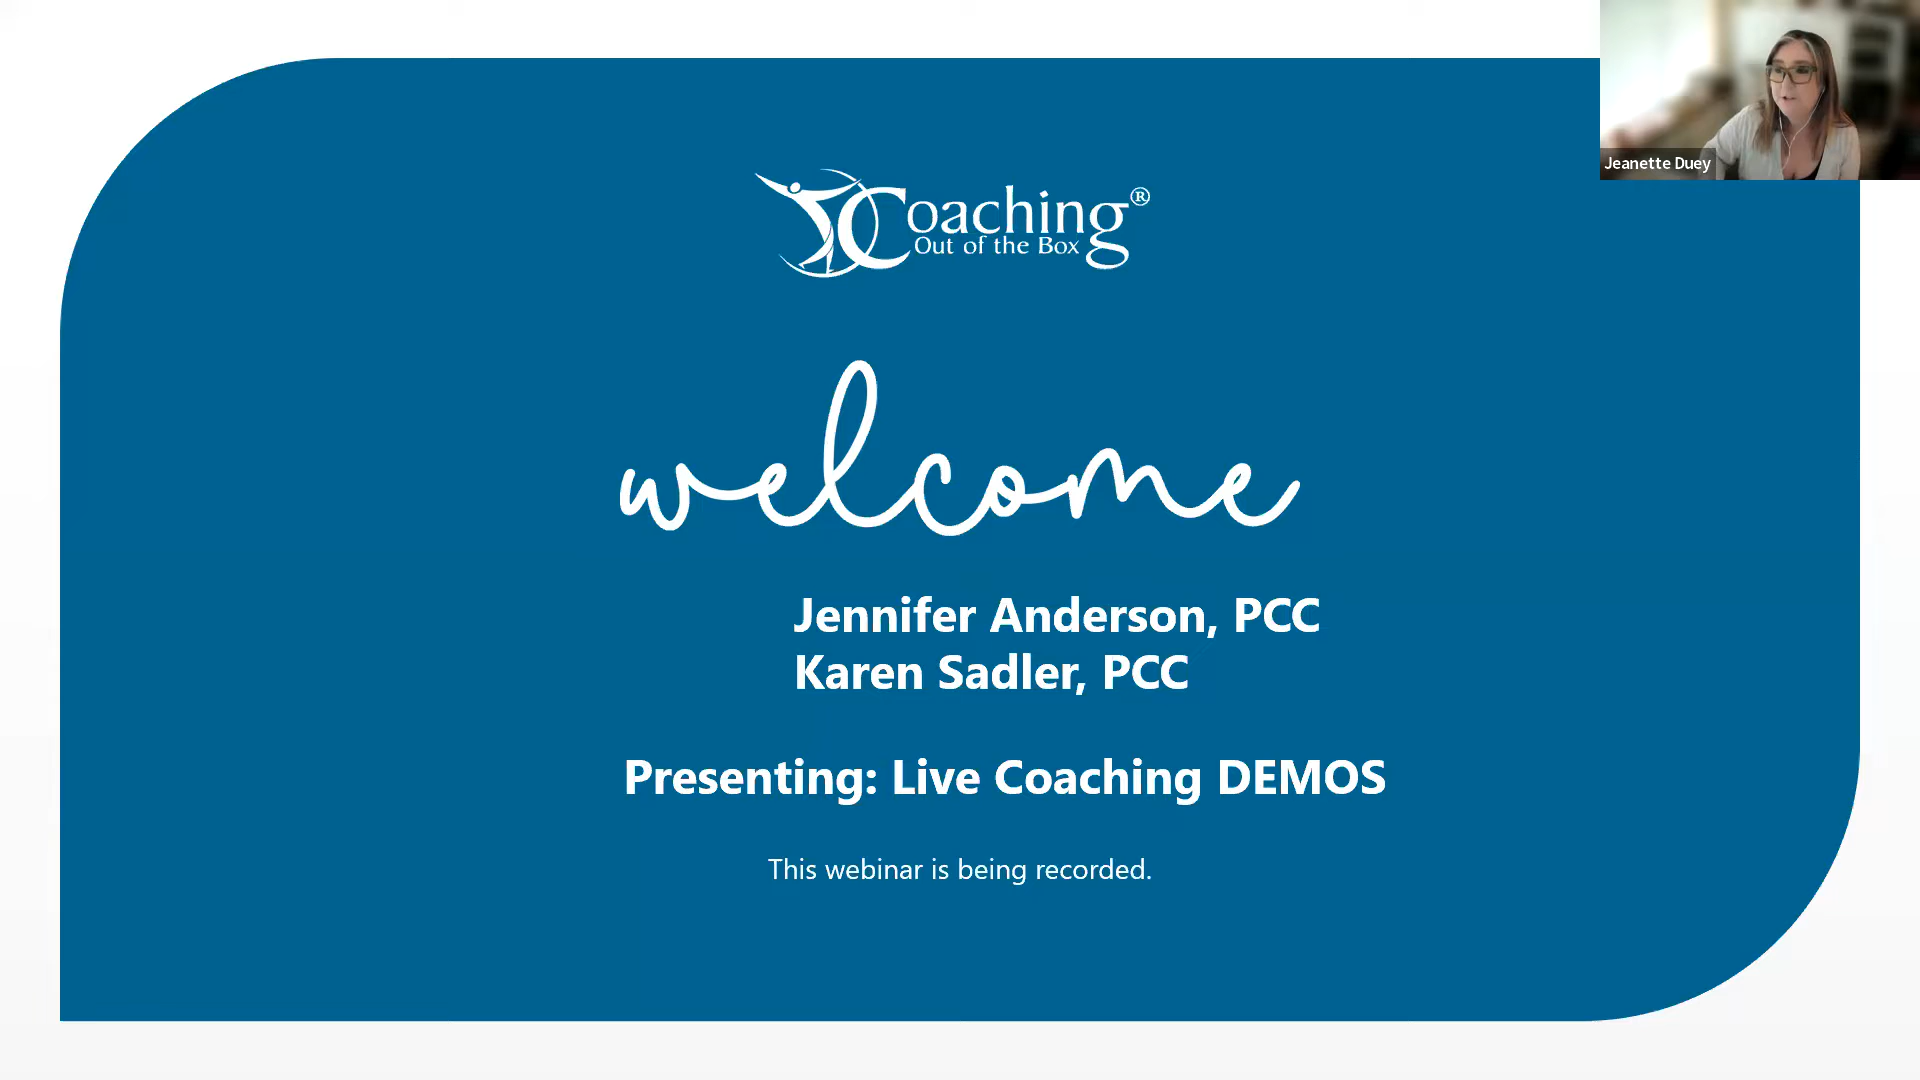 Coaching®
Out of the Box
welcome
Jennifer Anderson, PCC
Karen Sadler, PCC
Presenting: Live Coaching DEMOS
This webinar is being recorded.
Jeanette Duey